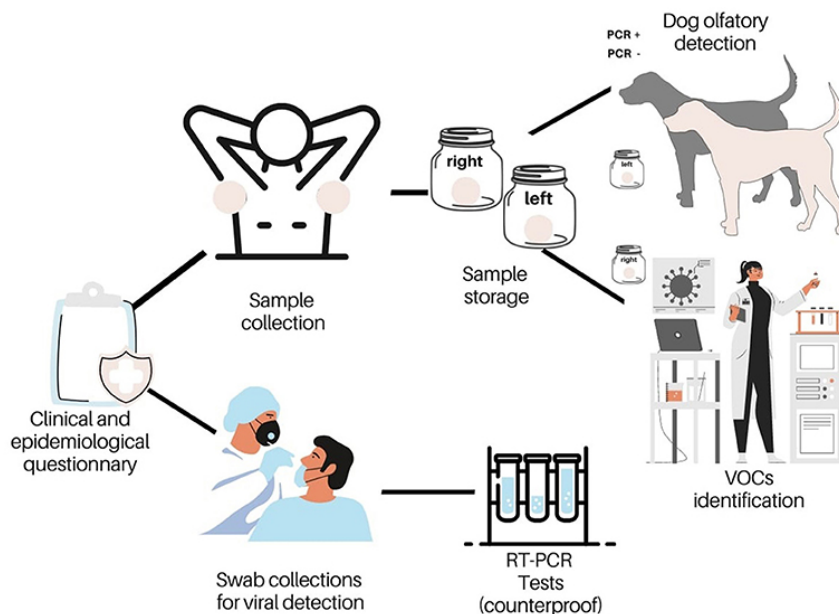 Dog olfatory
detection
PCR +
PCR -
right
left
left
right
Sample
collection
Sample
storage
Clinical and
epidemiological
questionnary
VOCs
identification
Swab collections
for viral detection
RT-PCR
Tests
(counterproof)